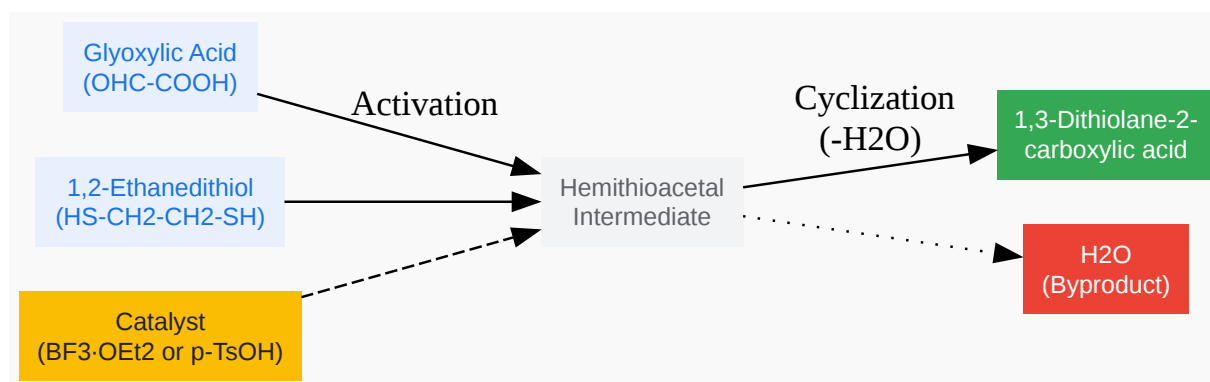 Glyoxylic Acid
(OHC-COOH)
Activation
1,2-Ethanedithiol
(HS-CH2-CH2-SH)
Catalyst
(BF3·OEt2 or p-TsOH)
Hemithioacetal
Intermediate
Cyclization
(-H2O)
1,3-Dithiolane-2-
carboxylic acid
H2O
(Byproduct)